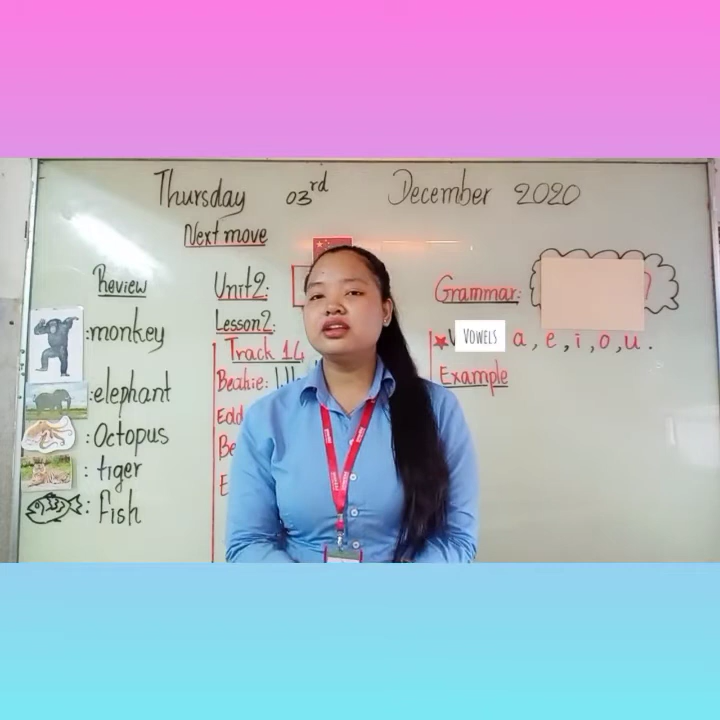 Thursday 03rd December 2020
Next move
Review
:monkey
:elephant
:Octopus
: tiger
: fish
Unit2:
Lesson2:
Track 14
Grammar:
VOWELS a, e, i, o, u.
Example